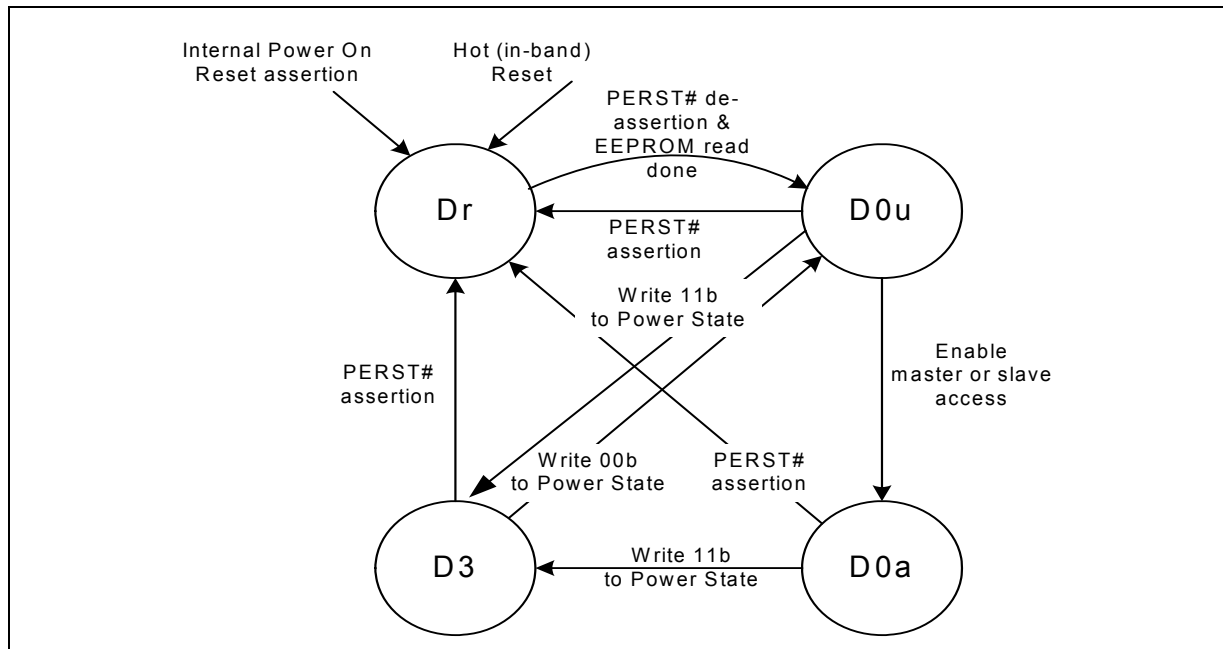 Internal Power On
Reset assertion
Hot (in-band)
Reset
PERST# de-
assertion &
EEPROM read
done
Dr
D0u
PERST#
assertion
Write 11b
to Power State
Enable
master or slave
access
PERST#
assertion
Write 00b
to Power State
PERST#
assertion
D3
Write 11b
to Power State
D0a